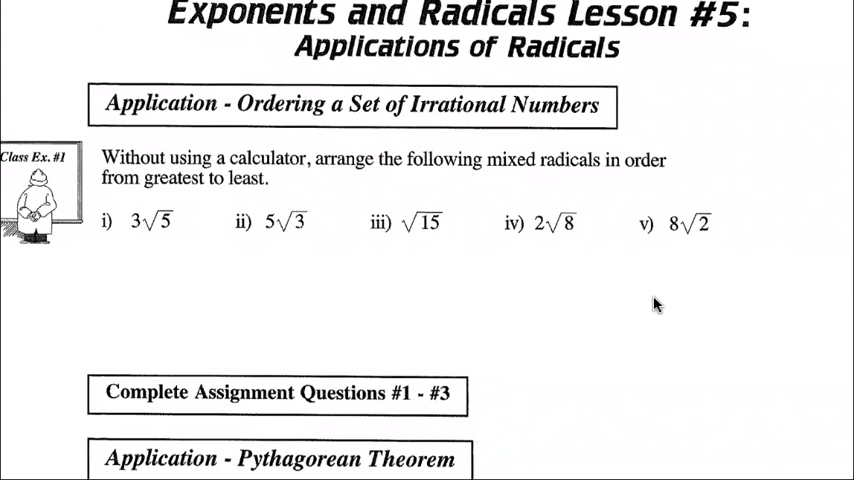 Exponents and Radicals Lesson #5:
Applications of Radicals
Application - Ordering a Set of Irrational Numbers
Class Ex. #1
Without using a calculator, arrange the following mixed radicals in order
from greatest to least.
i) 3√5 ii) 5√3 iii) √15 iv) 2√8 v) 8√2
Complete Assignment Questions #1 - #3
Application - Pythagorean Theorem